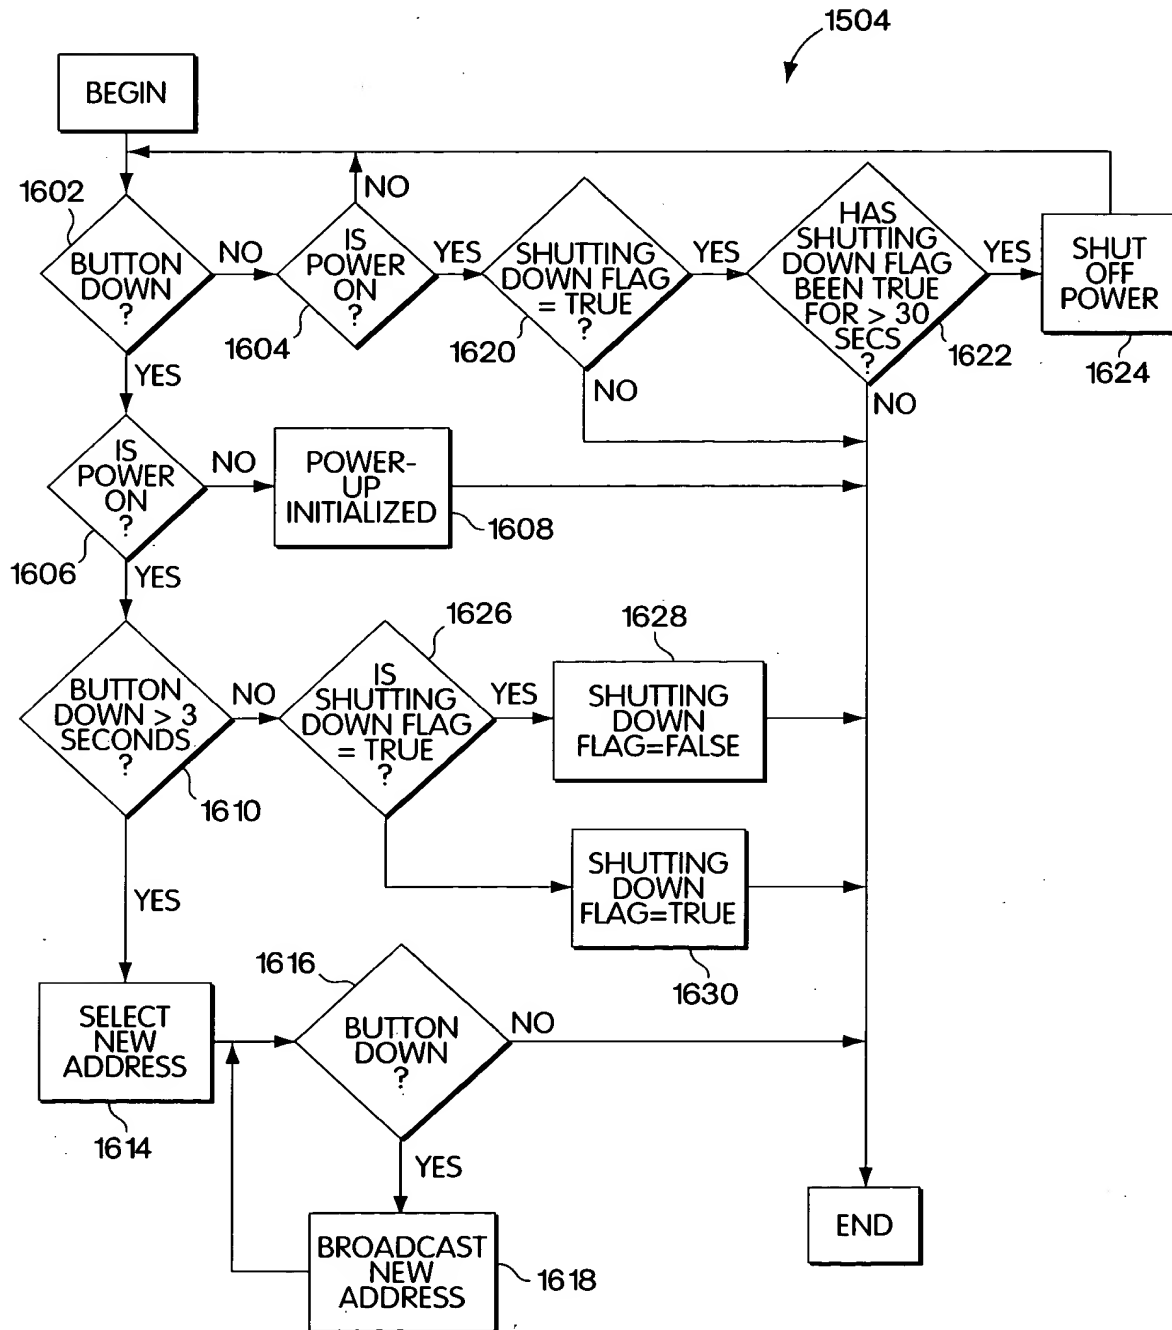 1504
BEGIN
1602
BUTTON
DOWN
?
NO
YES
IS
POWER
ON
?
1604
NO
YES
SHUTTING
DOWN FLAG
= TRUE
?
1620
YES
NO
HAS
SHUTTING
DOWN FLAG
BEEN TRUE
FOR > 30
SECS
?
1622
YES
NO
SHUT
OFF
POWER
1624
IS
POWER
ON
?
1606
NO
YES
POWER-
UP
INITIALIZED
1608
BUTTON
DOWN > 3
SECONDS
?
1610
NO
YES
1626
IS
SHUTTING
DOWN FLAG
= TRUE
?
YES
1628
SHUTTING
DOWN
FLAG=FALSE
SHUTTING
DOWN
FLAG=TRUE
1630
SELECT
NEW
ADDRESS
1614
1616
BUTTON
DOWN
?
NO
YES
BROADCAST
NEW
ADDRESS
1618
END